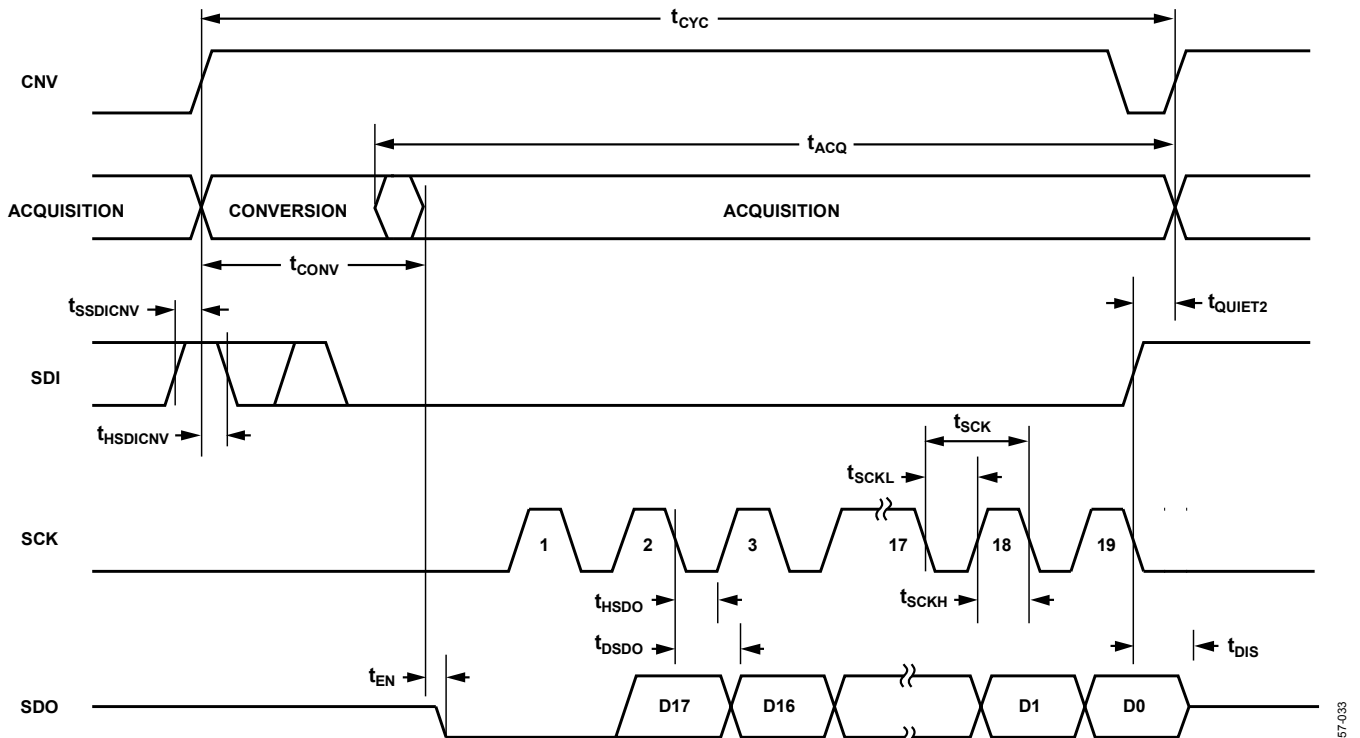 tCYC
CNV
tACQ
ACQUISITION CONVERSION ACQUISITION
tCONV
tSSDICNV
tQUIET2
SDI
tHSDICNV
tSCK
tSCKL
SCK 1 2 3 17 18 19
tHSDO
tSCKH
tDSDO
tDIS
tEN
SDO D17 D16 D1 D0
57-033